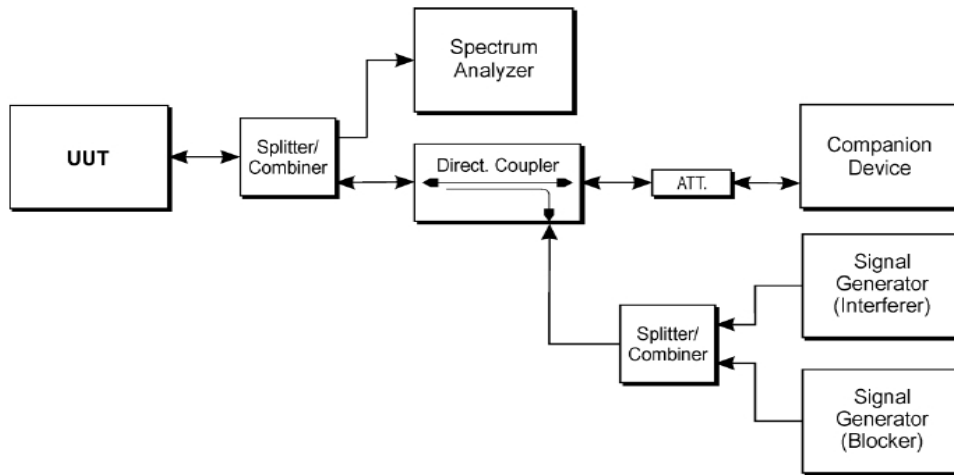 Spectrum
Analyzer
UUT
Splitter/
Combiner
Direct. Coupler
ATT.
Companion
Device
Signal
Generator
(Interferer)
Splitter/
Combiner
Signal
Generator
(Blocker)